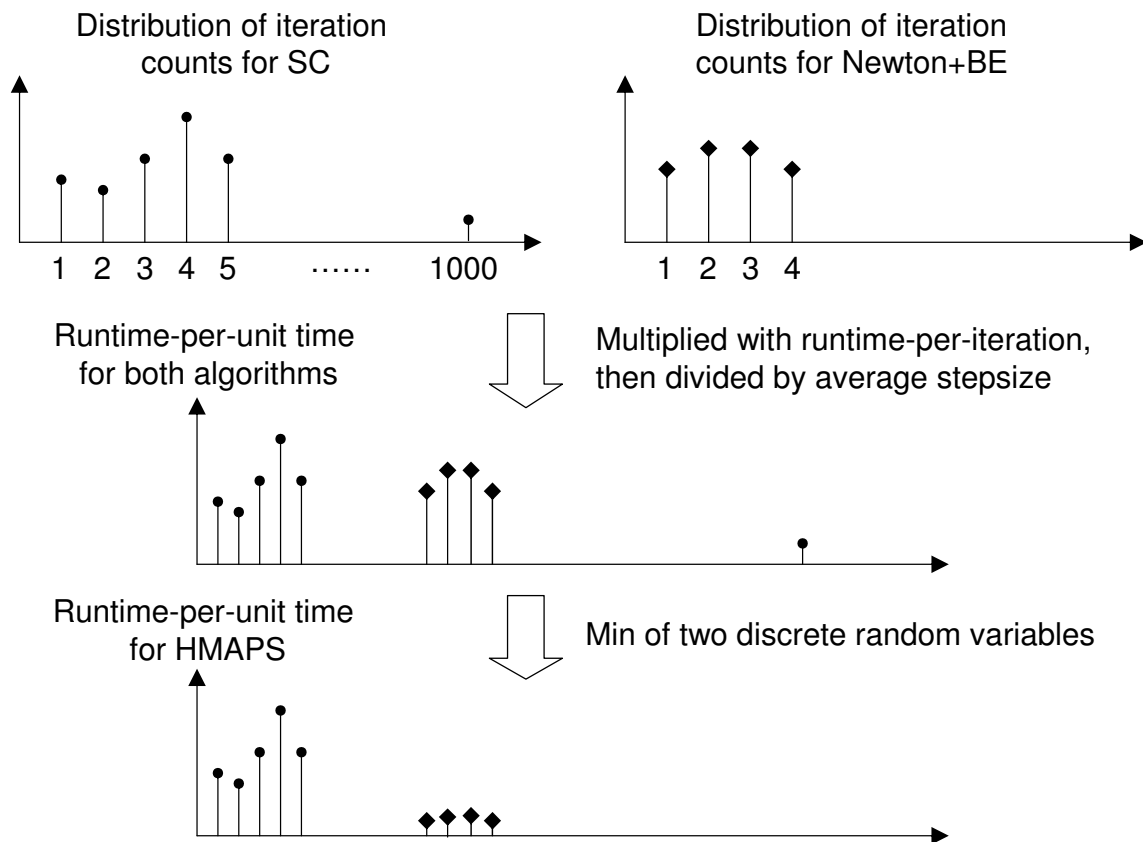 Distribution of iteration
counts for SC
Distribution of iteration
counts for Newton+BE
1 2 3 4 5 ······ 1000
1 2 3 4
Runtime-per-unit time
for both algorithms
Multiplied with runtime-per-iteration,
then divided by average stepsize
Runtime-per-unit time
for HMAPS
Min of two discrete random variables